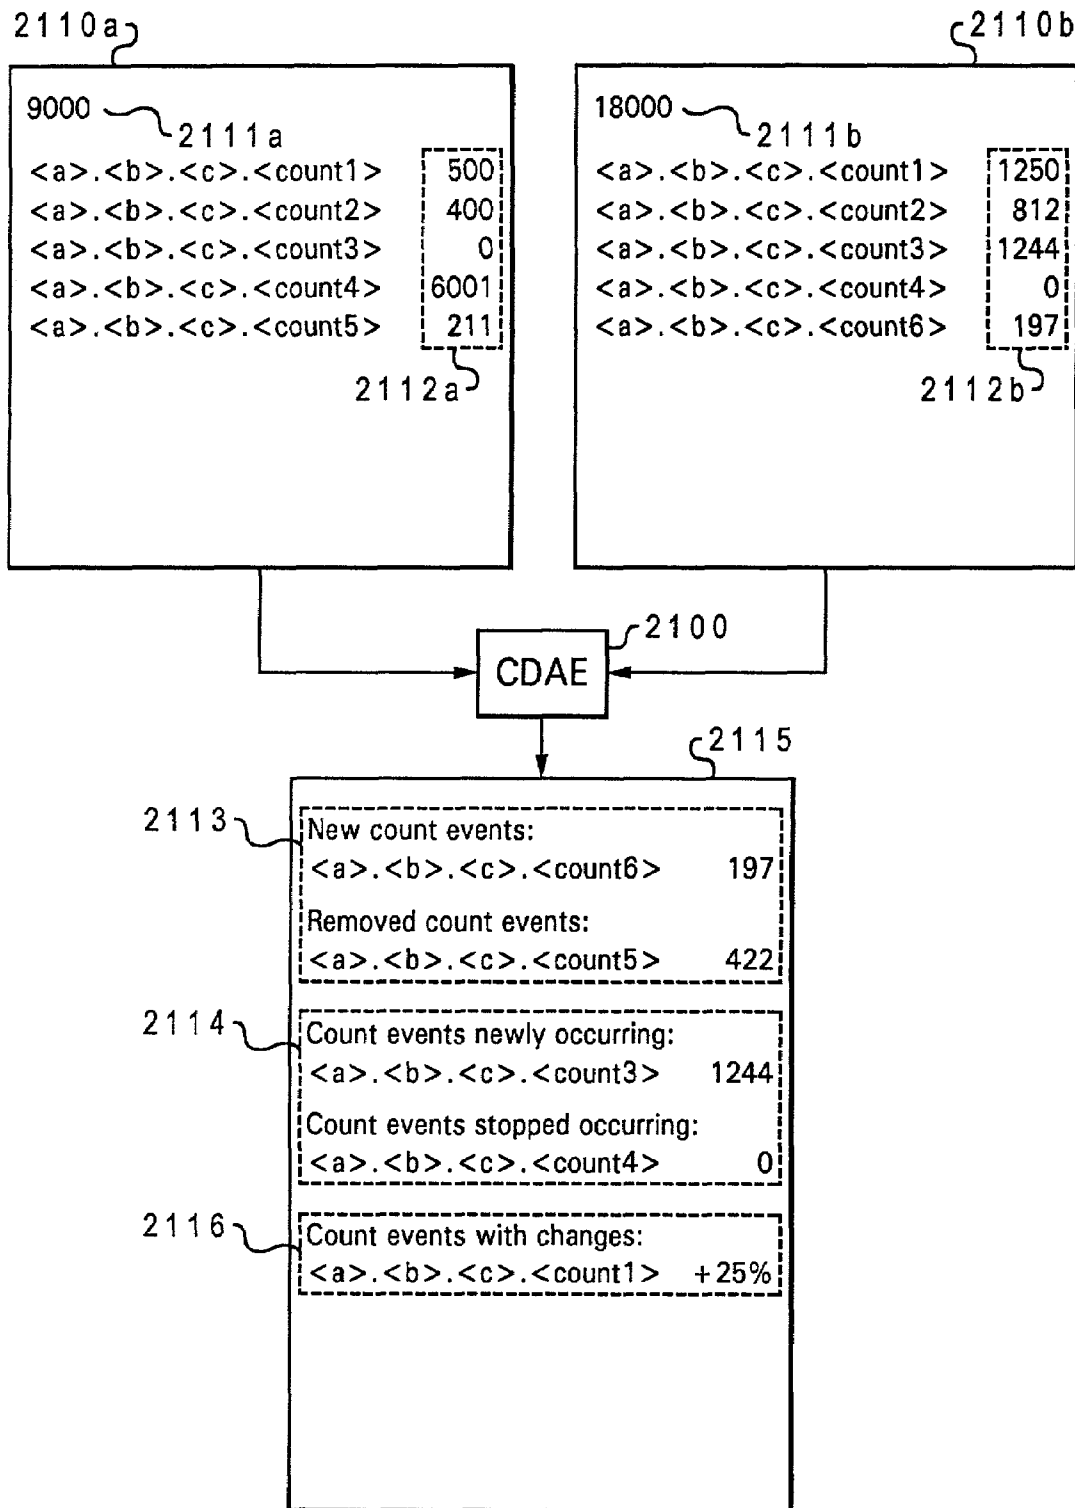 2110a
2110b
9000
2111a
<a>.<b>.<c>.<count1> 500
<a>.<b>.<c>.<count2> 400
<a>.<b>.<c>.<count3> 0
<a>.<b>.<c>.<count4> 6001
<a>.<b>.<c>.<count5> 211
2112a
18000
2111b
<a>.<b>.<c>.<count1> 1250
<a>.<b>.<c>.<count2> 812
<a>.<b>.<c>.<count3> 1244
<a>.<b>.<c>.<count4> 0
<a>.<b>.<c>.<count6> 197
2112b
2100
CDAE
2115
2113
New count events:
<a>.<b>.<c>.<count6> 197
Removed count events:
<a>.<b>.<c>.<count5> 422
2114
Count events newly occurring:
<a>.<b>.<c>.<count3> 1244
Count events stopped occurring:
<a>.<b>.<c>.<count4> 0
2116
Count events with changes:
<a>.<b>.<c>.<count1> +25%